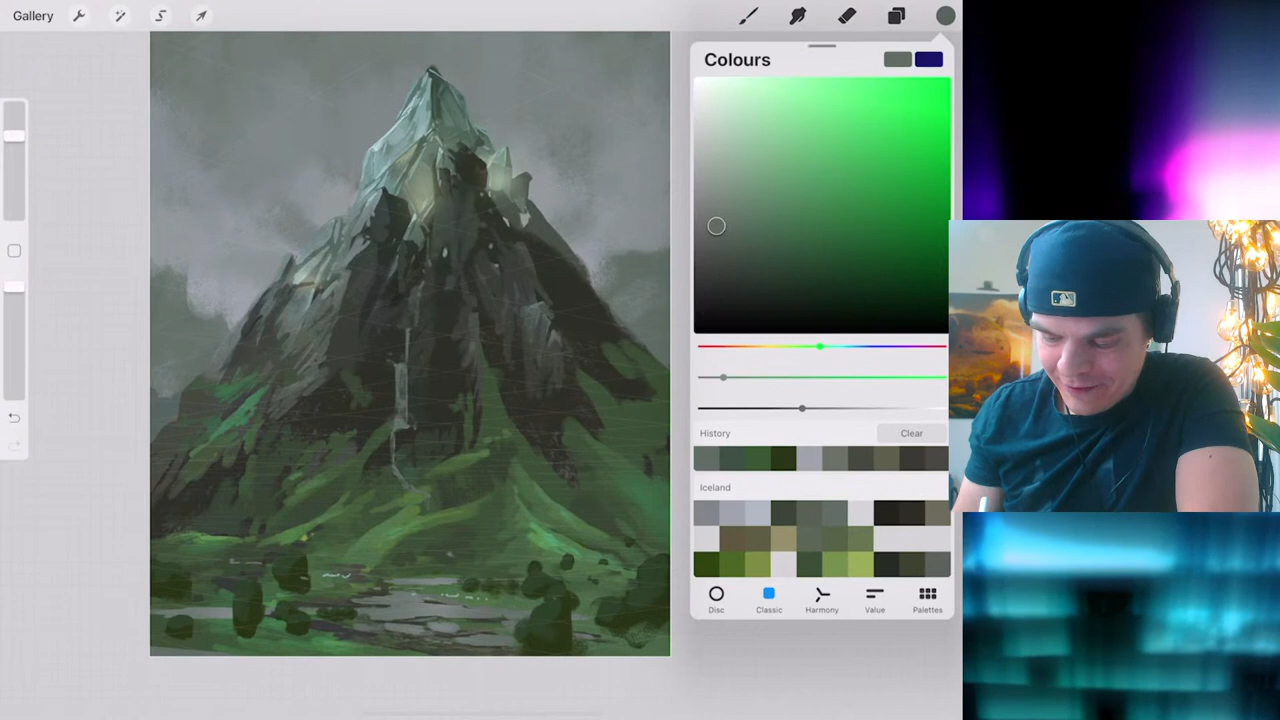 Gallery
Colours
History
Clear
Iceland
Disc
Classic
Harmony
Value
Palettes